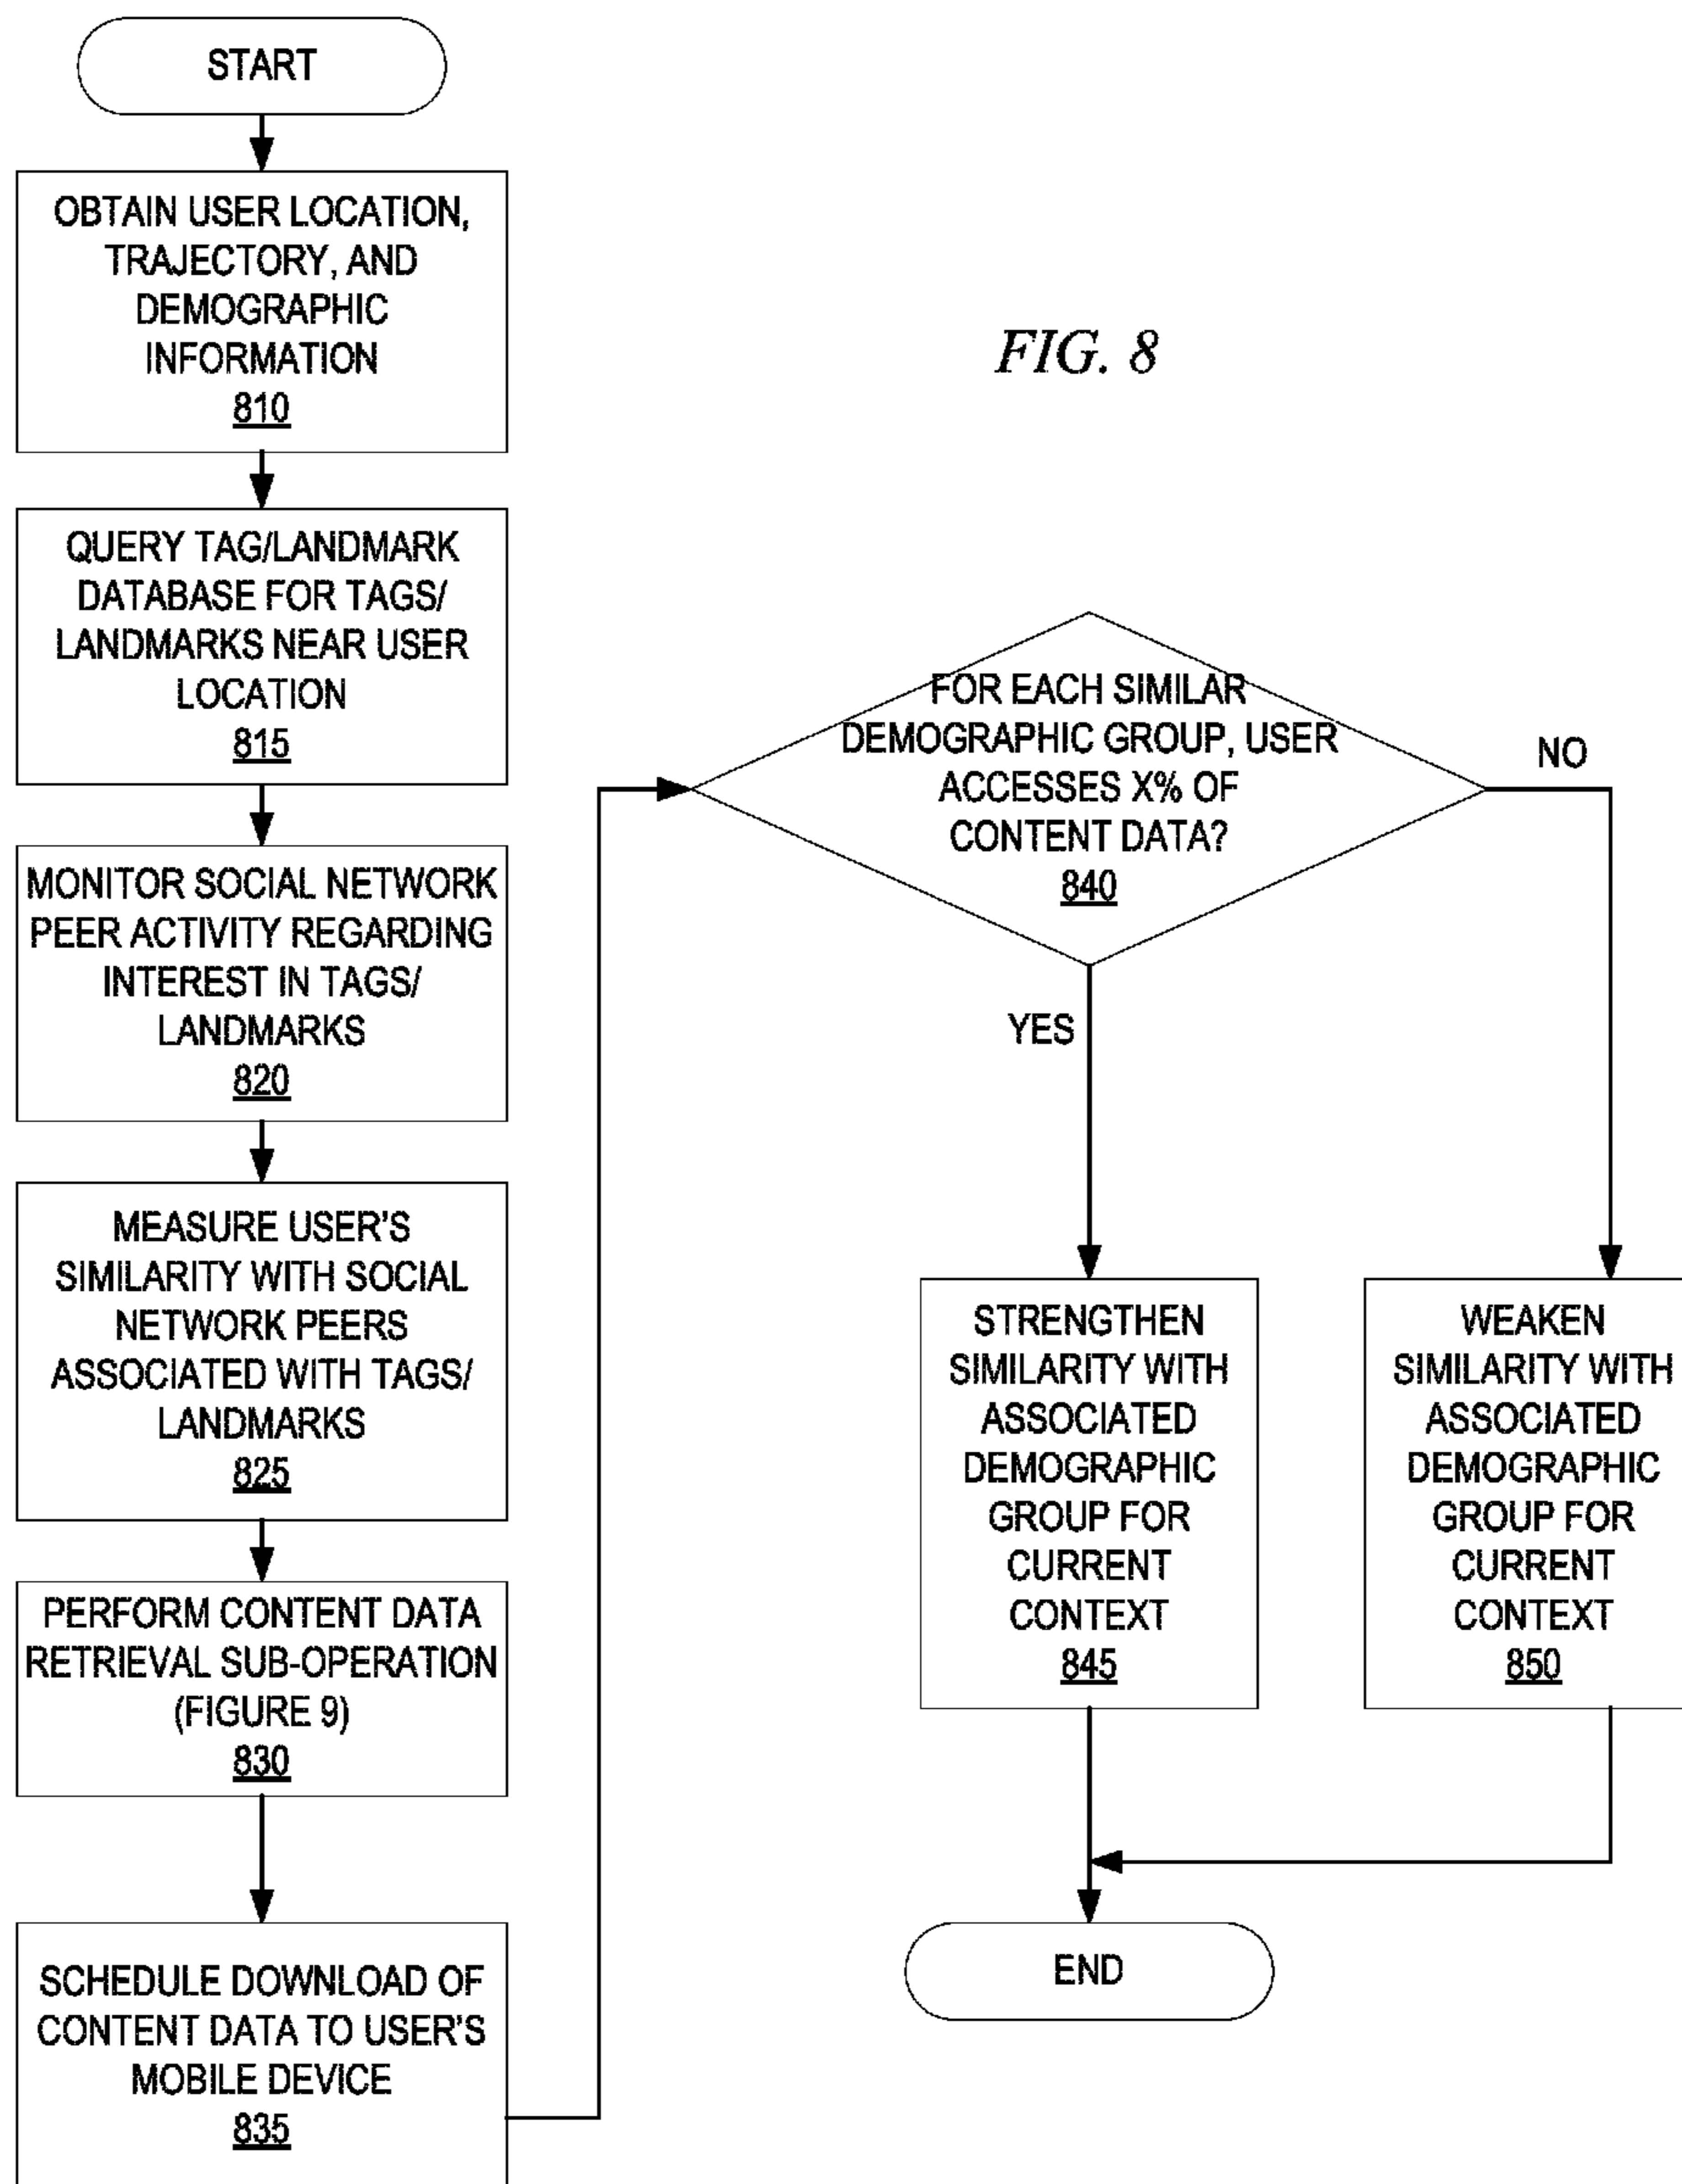 START
OBTAIN USER LOCATION,
TRAJECTORY, AND
DEMOGRAPHIC
INFORMATION
810
QUERY TAG/LANDMARK
DATABASE FOR TAGS/
LANDMARKS NEAR USER
LOCATION
815
MONITOR SOCIAL NETWORK
PEER ACTIVITY REGARDING
INTEREST IN TAGS/
LANDMARKS
820
MEASURE USER'S
SIMILARITY WITH SOCIAL
NETWORK PEERS
ASSOCIATED WITH TAGS/
LANDMARKS
825
PERFORM CONTENT DATA
RETRIEVAL SUB-OPERATION
(FIGURE 9)
830
SCHEDULE DOWNLOAD OF
CONTENT DATA TO USER'S
MOBILE DEVICE
835
FIG. 8
FOR EACH SIMILAR
DEMOGRAPHIC GROUP, USER
ACCESSES X% OF
CONTENT DATA?
840
NO
YES
STRENGTHEN
SIMILARITY WITH
ASSOCIATED
DEMOGRAPHIC
GROUP FOR
CURRENT
CONTEXT
845
WEAKEN
SIMILARITY WITH
ASSOCIATED
DEMOGRAPHIC
GROUP FOR
CURRENT
CONTEXT
850
END